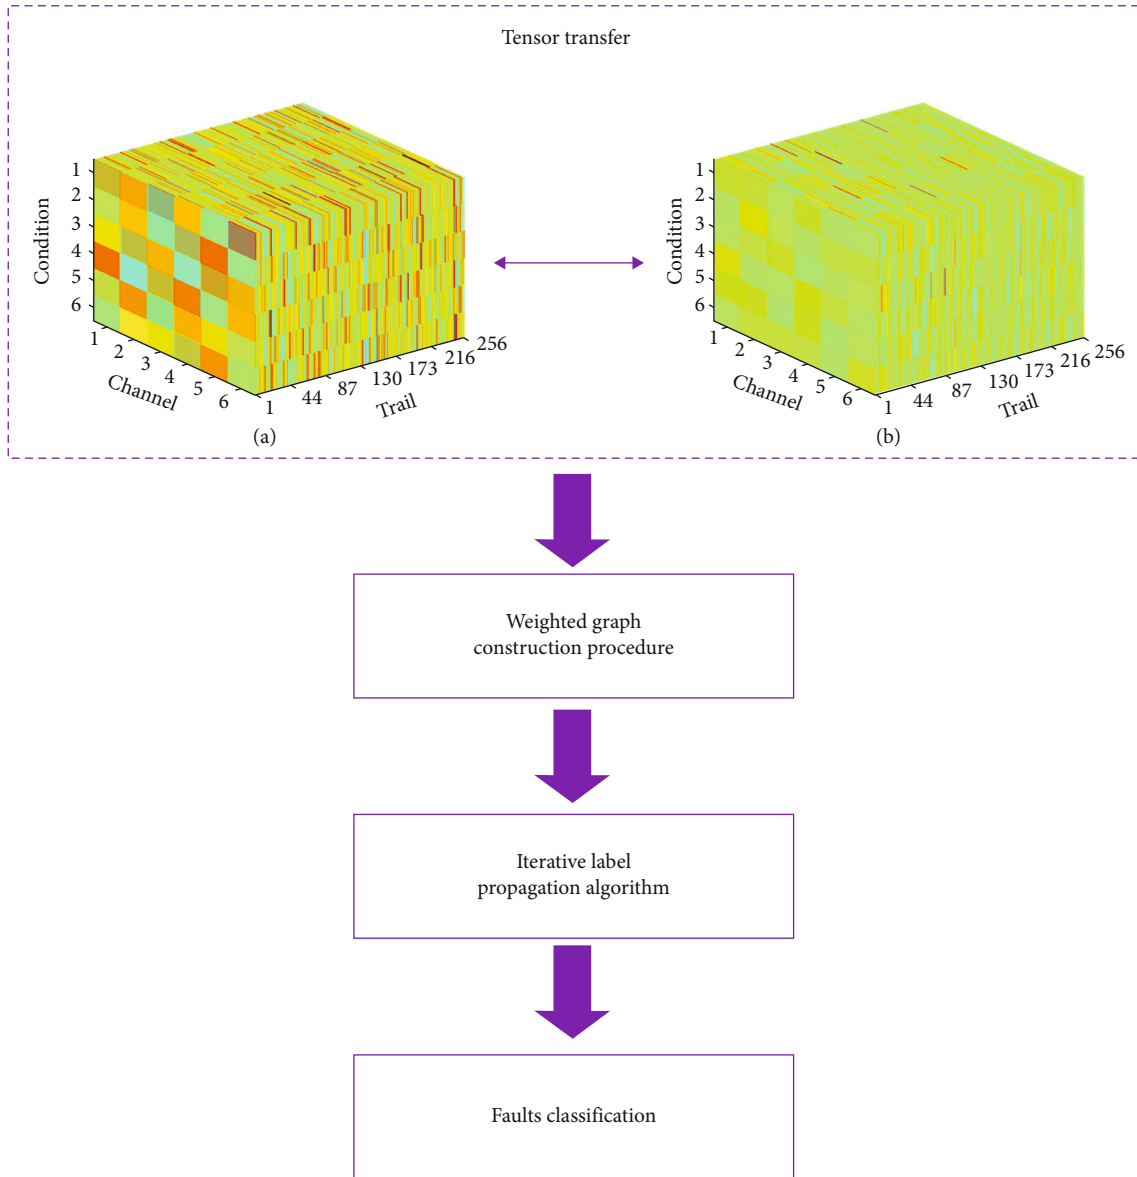 Tensor transfer
1
2
3
4
5
6
Condition
1
2
3
4
5
6
Channel
1
44
87
130
173
216
256
Trail
(a)
1
2
3
4
5
6
Condition
1
2
3
4
5
6
Channel
1
44
87
130
173
216
256
Trail
(b)
Weighted graph
construction procedure
Iterative label
propagation algorithm
Faults classification